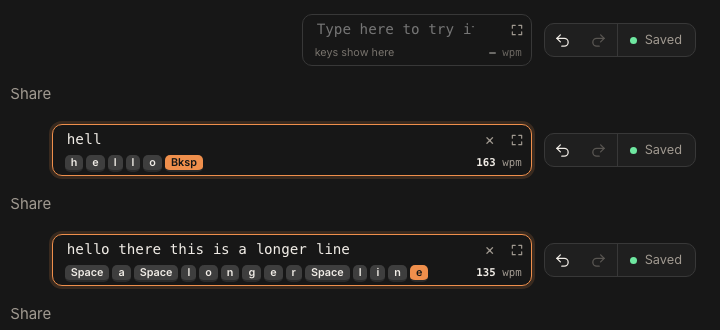 Type here to try i
keys show here
— wpm
Saved
Share
hell
×
h e l l o Bksp
163 wpm
Saved
Share
hello there this is a longer line
×
Space a Space l o n g e r Space l i n e
135 wpm
Saved
Share